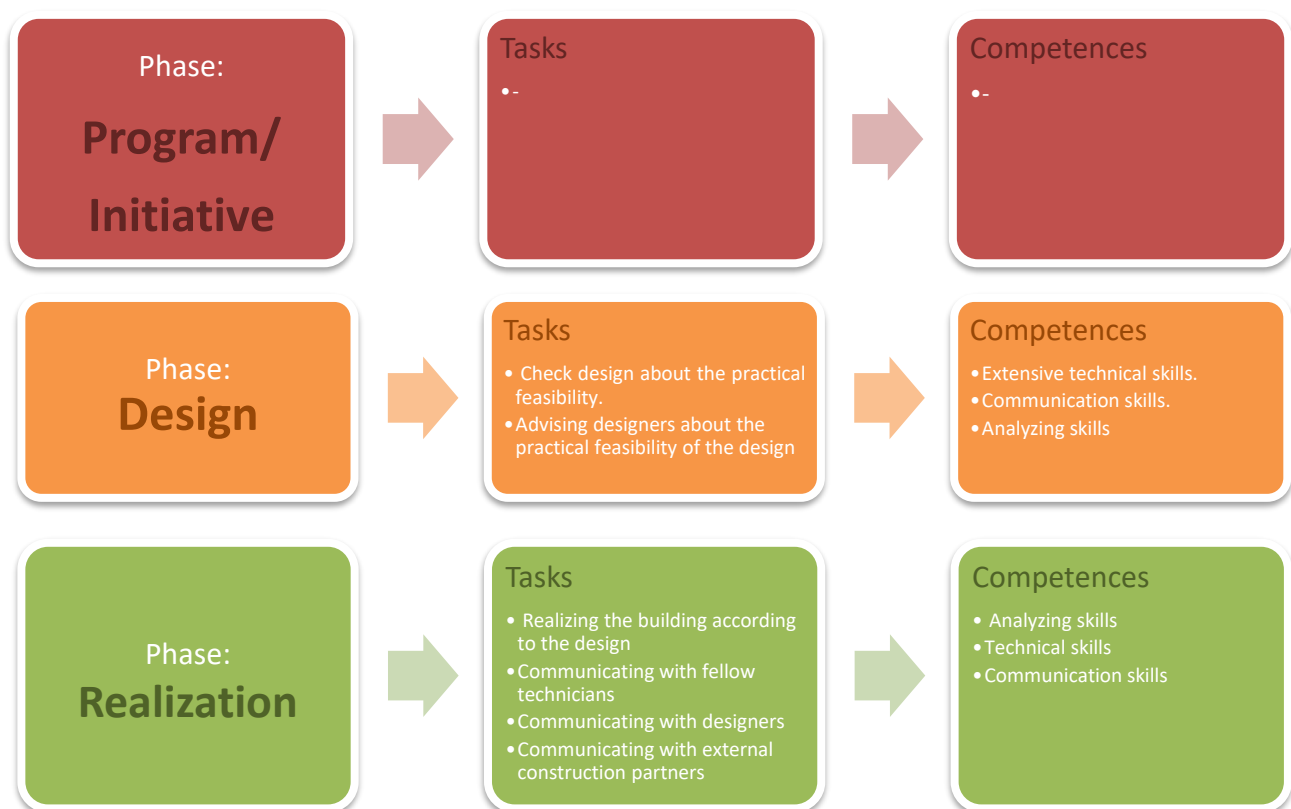 Phase:
Program/
Initiative
Tasks
•-
Competences
•-
Phase:
Design
Tasks
• Check design about the practical
feasibility.
•Advising designers about the
practical feasibility of the design
Competences
•Extensive technical skills.
•Communication skills.
•Analyzing skills
Phase:
Realization
Tasks
• Realizing the building according
to the design
•Communicating with fellow
technicians
•Communicating with designers
•Communicating with external
construction partners
Competences
• Analyzing skills
•Technical skills
•Communication skills